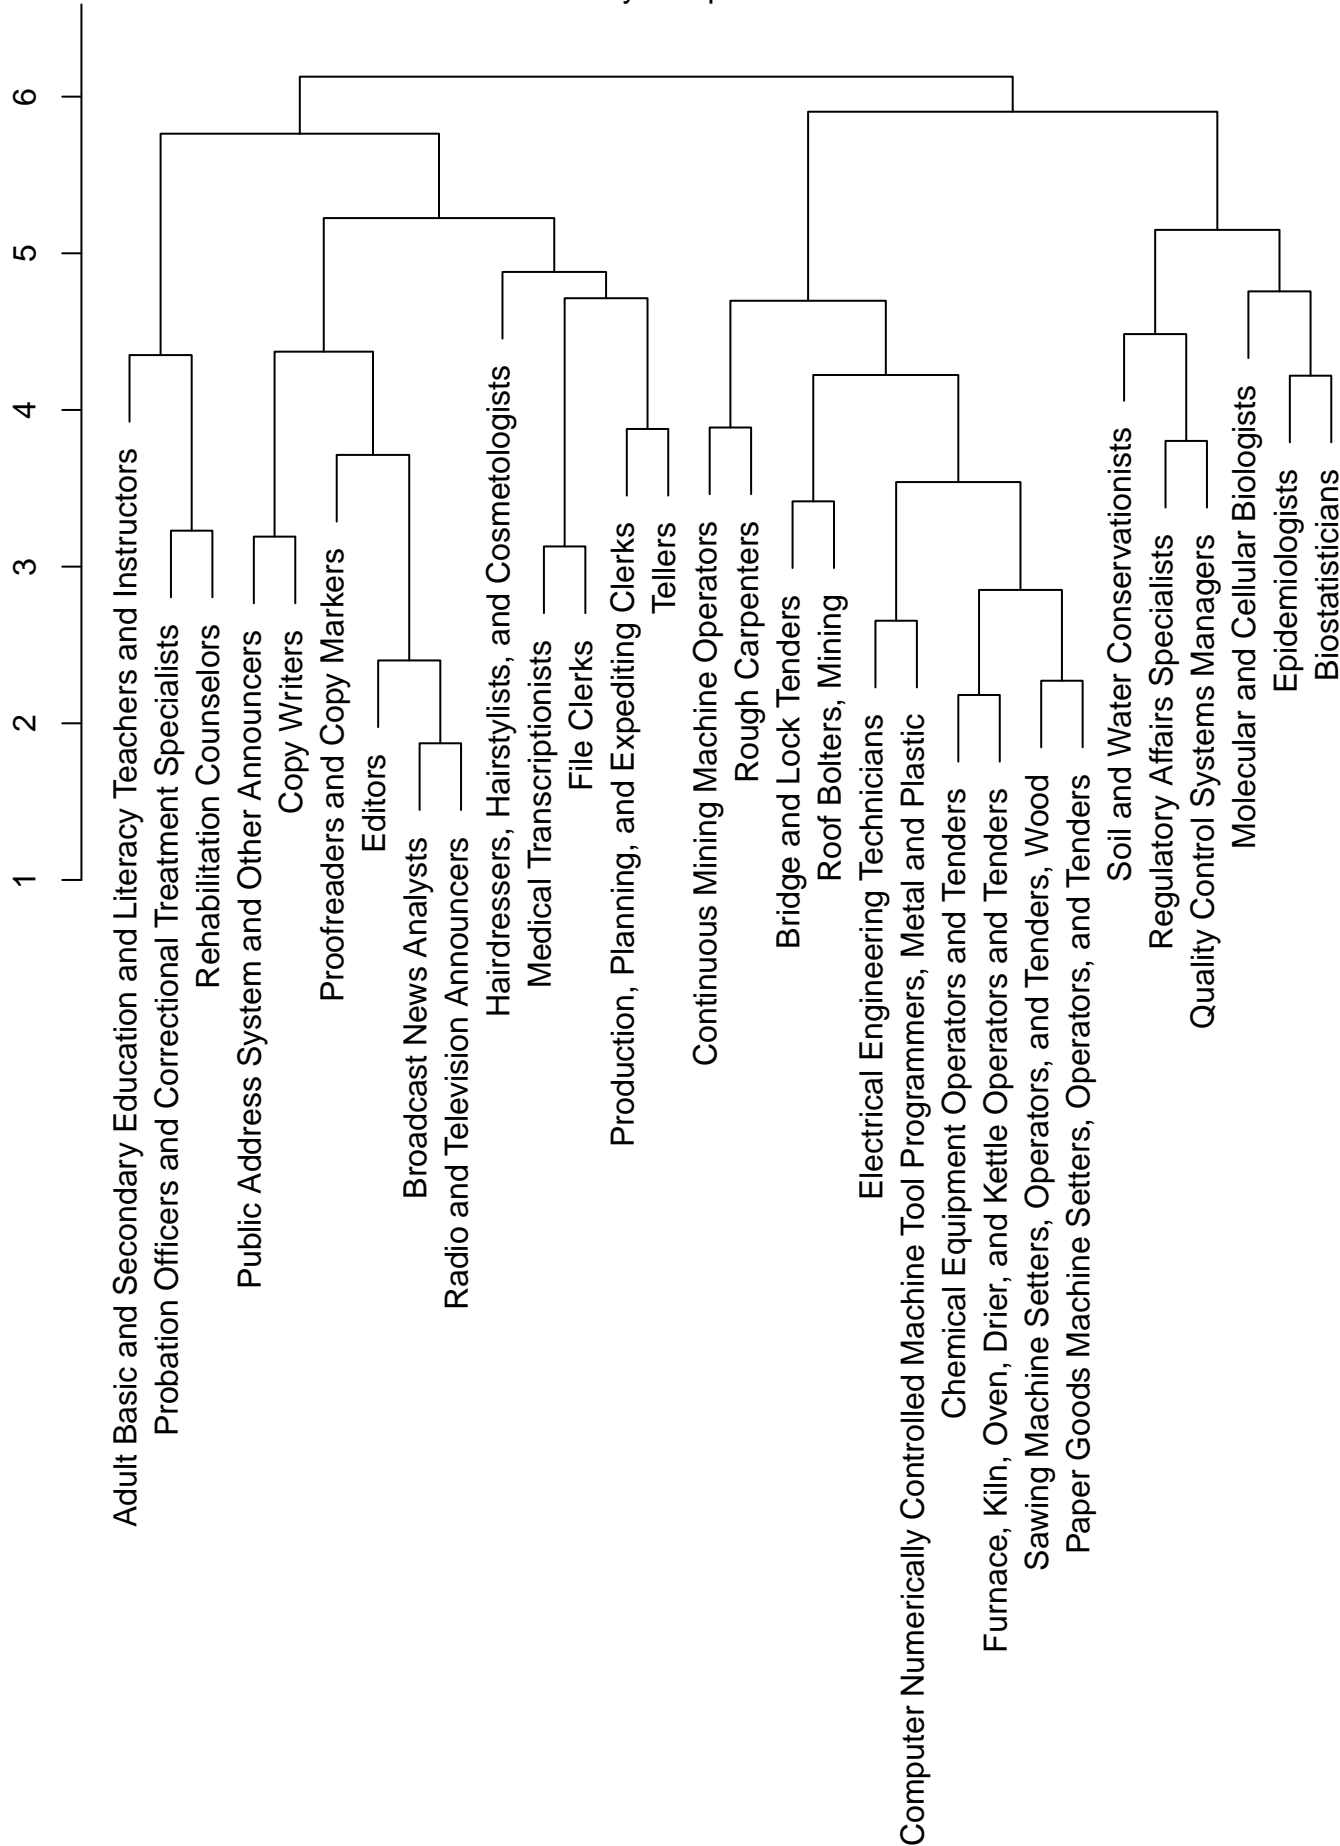 6
5
4
3
2
1
Adult Basic and Secondary Education and Literacy Teachers and Instructors
Probation Officers and Correctional Treatment Specialists
Rehabilitation Counselors
Public Address System and Other Announcers
Copy Writers
Proofreaders and Copy Markers
Editors
Broadcast News Analysts
Radio and Television Announcers
Hairdressers, Hairstylists, and Cosmetologists
Medical Transcriptionists
File Clerks
Production, Planning, and Expediting Clerks
Tellers
Continuous Mining Machine Operators
Rough Carpenters
Bridge and Lock Tenders
Roof Bolters, Mining
Electrical Engineering Technicians
Computer Numerically Controlled Machine Tool Programmers, Metal and Plastic
Chemical Equipment Operators and Tenders
Furnace, Kiln, Oven, Drier, and Kettle Operators and Tenders
Sawing Machine Setters, Operators, and Tenders, Wood
Paper Goods Machine Setters, Operators, and Tenders
Soil and Water Conservationists
Regulatory Affairs Specialists
Quality Control Systems Managers
Molecular and Cellular Biologists
Epidemiologists
Biostatisticians